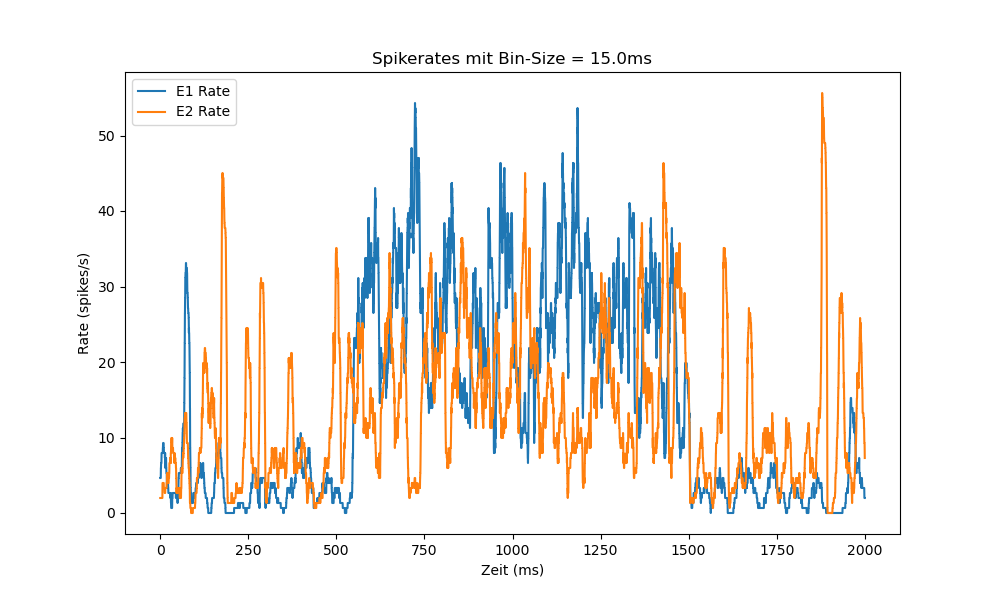 Spikerates mit Bin-Size = 15.0ms
E1 Rate
E2 Rate
Rate (spikes/s)
50
40
30
20
10
0
0 250 500 750 1000 1250 1500 1750 2000
Zeit (ms)